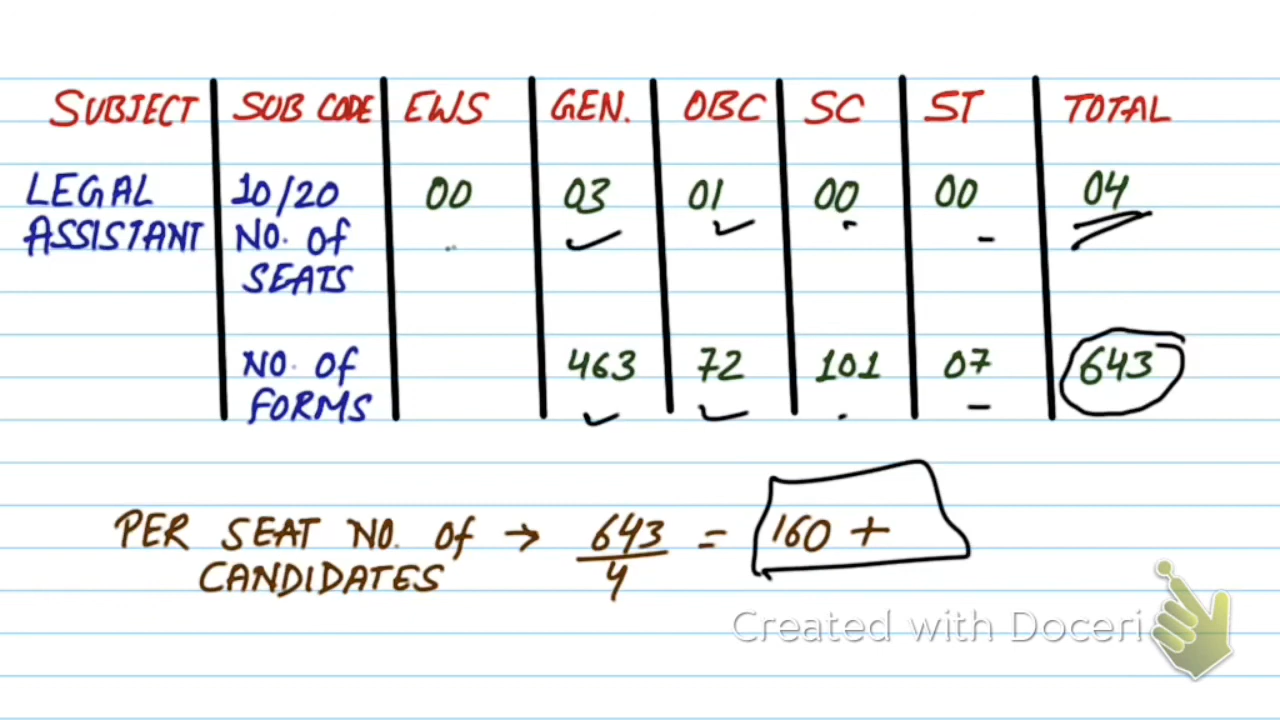 SUBJECT SUB CODE EWS GEN. OBC SC ST TOTAL
LEGAL 10/20 00 03 01 00 00 04
ASSISTANT NO. Of
SEATS
NO. Of 463 72 101 07 643
FORMS
PER SEAT NO. Of → 643/4 = 160 +
CANDIDATES
Created with Doceri